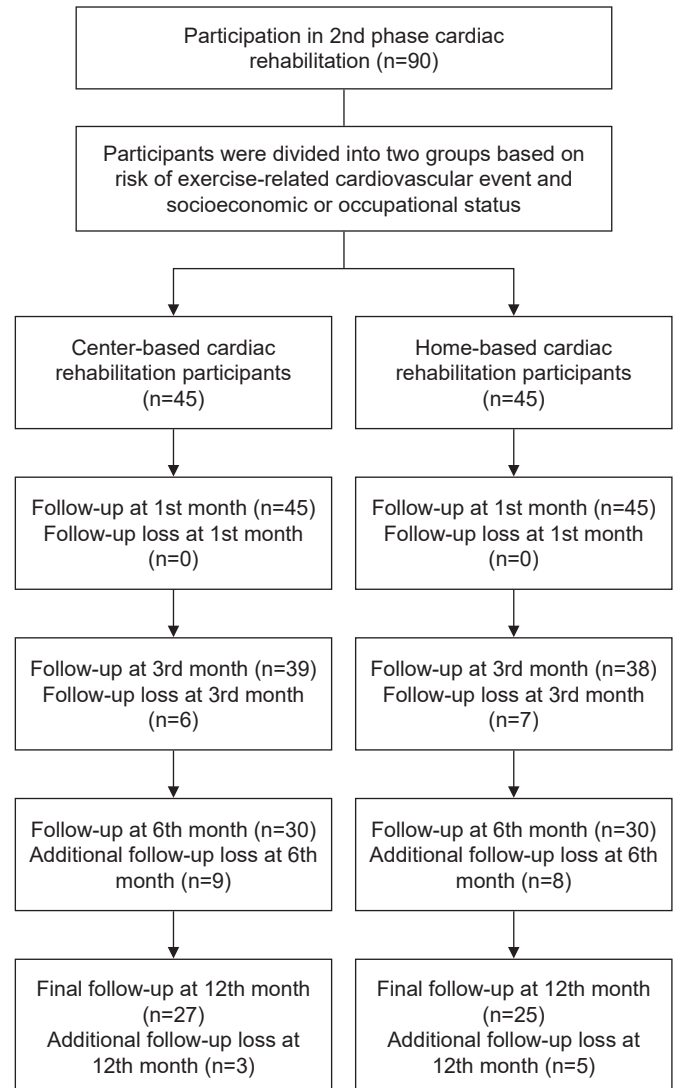 Participation in 2nd phase cardiac
rehabilitation (n=90)
Participants were divided into two groups based on
risk of exercise-related cardiovascular event and
socioeconomic or occupational status
Center-based cardiac
rehabilitation participants
(n=45)
Home-based cardiac
rehabilitation participants
(n=45)
Follow-up at 1st month (n=45)
Follow-up loss at 1st month
(n=0)
Follow-up at 1st month (n=45)
Follow-up loss at 1st month
(n=0)
Follow-up at 3rd month (n=39)
Follow-up loss at 3rd month
(n=6)
Follow-up at 3rd month (n=38)
Follow-up loss at 3rd month
(n=7)
Follow-up at 6th month (n=30)
Additional follow-up loss at 6th
month (n=9)
Follow-up at 6th month (n=30)
Additional follow-up loss at 6th
month (n=8)
Final follow-up at 12th month
(n=27)
Additional follow-up loss at
12th month (n=3)
Final follow-up at 12th month
(n=25)
Additional follow-up loss at
12th month (n=5)